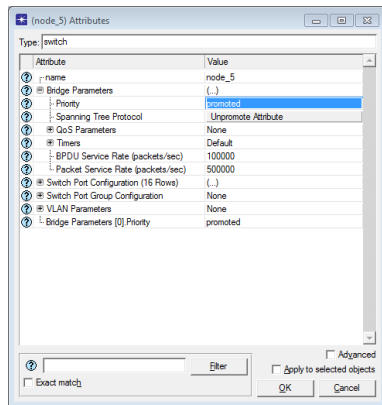 (node_5) Attributes
Type: switch
Attribute Value
name node_5
Bridge Parameters (...)
Priority promoted
Spanning Tree Protocol Unpromote Attribute
QoS Parameters None
Timers Default
BPDU Service Rate (packets/sec) 100000
Packet Service Rate (packets/sec) 500000
Switch Port Configuration (16 Rows) (...)
Switch Port Group Configuration None
VLAN Parameters None
Bridge Parameters [0].Priority promoted
Advanced
Filter Apply to selected objects
Exact match OK Cancel